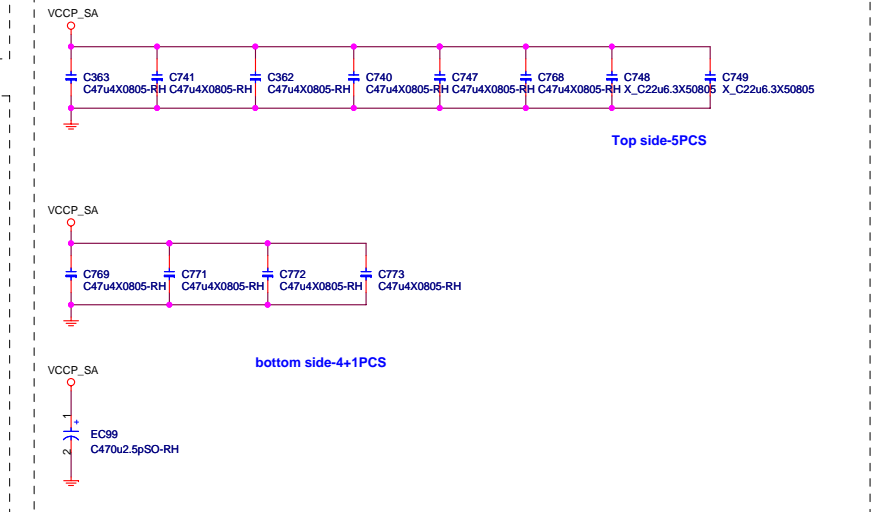 VCCP_SA
C363 C741 C362 C740 C747 C768 C748 C749
C47u4X0805-RH C47u4X0805-RH C47u4X0805-RH C47u4X0805-RH C47u4X0805-RH C47u4X0805-RH X_C22u6.3X50805 X_C22u6.3X50805
Top side-5PCS
VCCP_SA
C769 C771 C772 C773
C47u4X0805-RH C47u4X0805-RH C47u4X0805-RH C47u4X0805-RH
bottom side-4+1PCS
VCCP_SA
1
+
EC99
2
C470u2.5pSO-RH